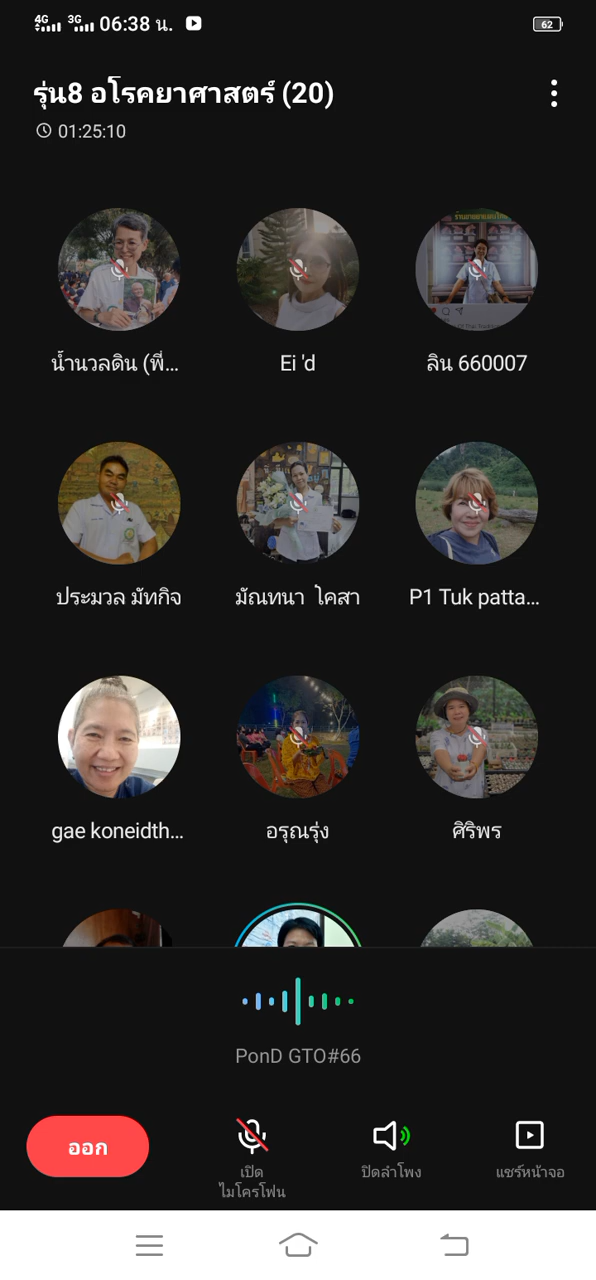 4G 3G 06:38 น. 62
รุ่น8 อโรคยาศาสตร์ (20)
01:25:10
น้ำนวลดิน (พี่...
Ei 'd
ลิน 660007
ประมวล มัทกิจ
มัณทนา โคสา
P1 Tuk patta...
gae koneidth...
อรุณรุ่ง
ศิริพร
PonD GTO#66
ออก
เปิด
ไมโครโฟน
ปิดลำโพง
แชร์หน้าจอ